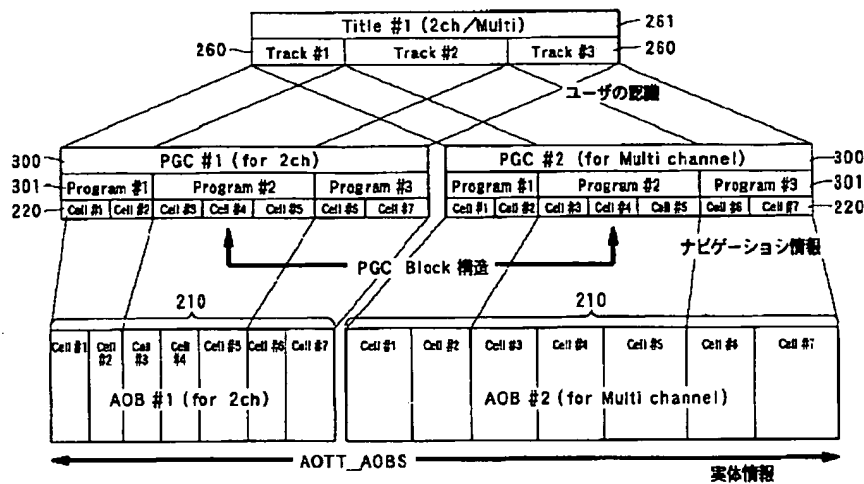 Title #1 (2ch/Multi) 261
260 Track #1 Track #2 Track #3 260
ユーザの認識
300 PGC #1 (for 2ch) PGC #2 (for Multi channel) 300
301 Program #1 Program #2 Program #3 Program #1 Program #2 Program #3 301
220 Cell #1 Cell #2 Cell #3 Cell #4 Cell #5 Cell #6 Cell #7 Cell #1 Cell #2 Cell #3 Cell #4 Cell #5 Cell #6 Cell #7 220
ナビゲーション情報
PGC Block 構造
210 210
Cell #1 Cell #2 Cell #3 Cell #4 Cell #5 Cell #6 Cell #7 Cell #1 Cell #2 Cell #3 Cell #4 Cell #5 Cell #6 Cell #7
AOB #1 (for 2ch) AOB #2 (for Multi channel)
AOTT_AOBS
実体情報